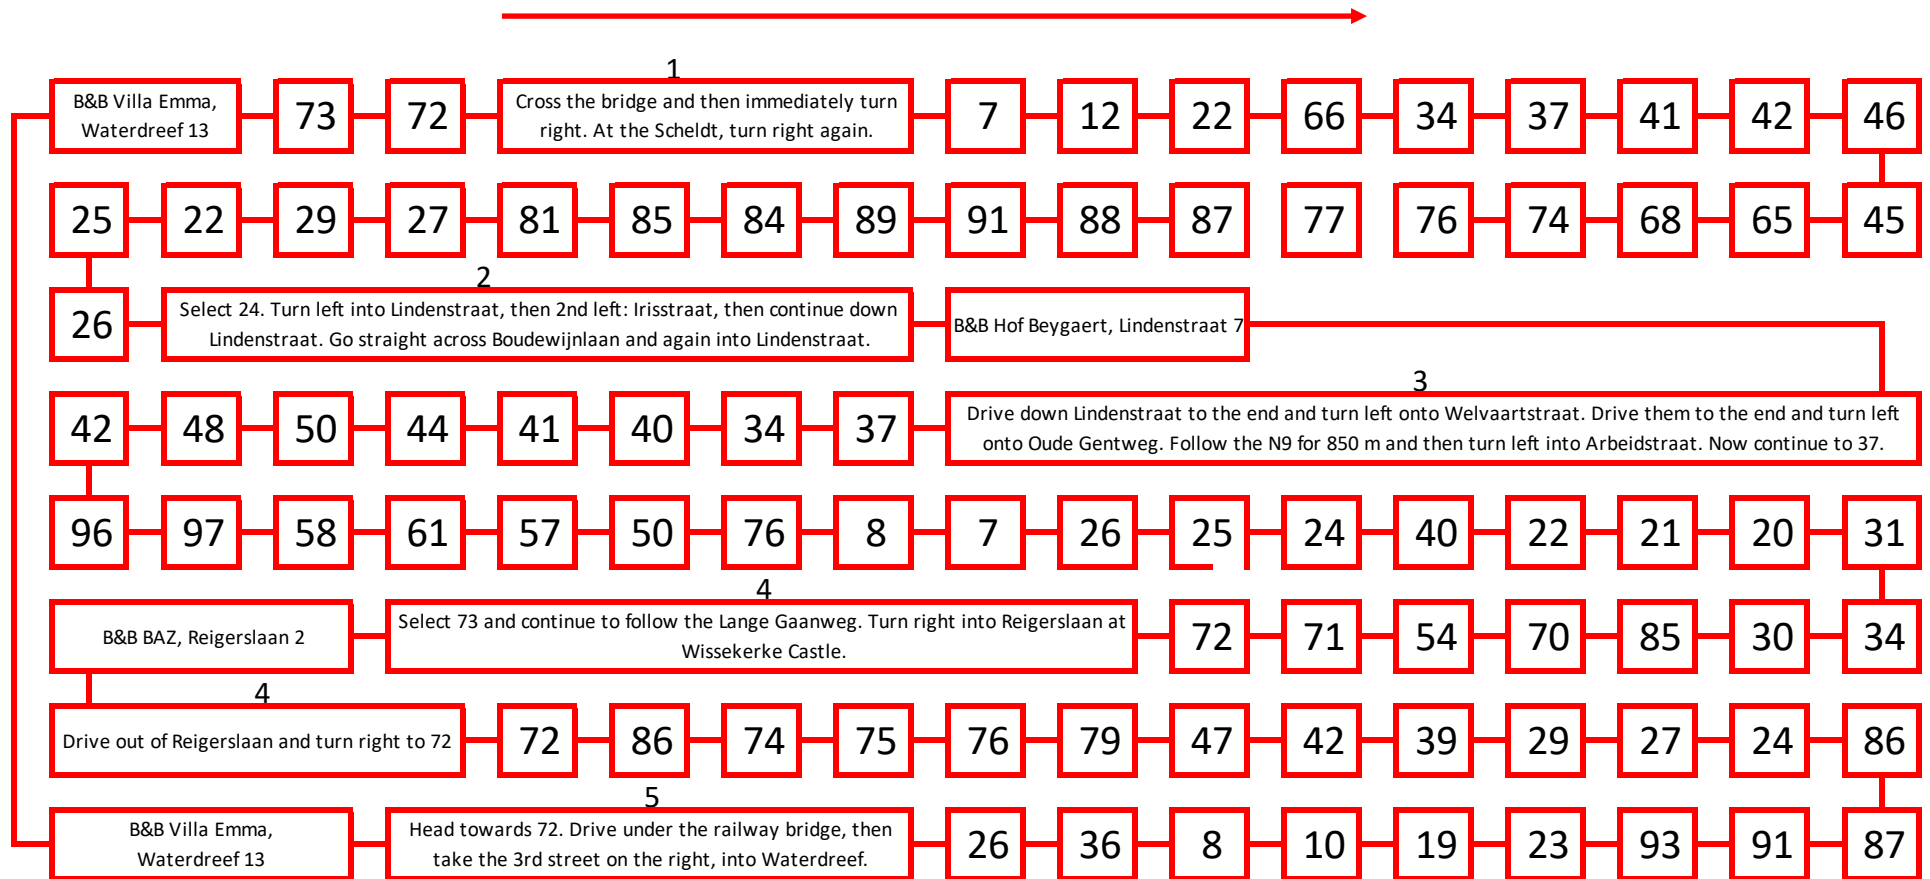 1
B&B Villa Emma,
Waterdreef 13
73 72
Cross the bridge and then immediately turn
right. At the Scheldt, turn right again.
7 12 22 66 34 37 41 42 46
25 22 29 27 81 85 84 89 91 88 87 77 76 74 68 65 45
2
26
Select 24. Turn left into Lindenstraat, then 2nd left: Irisstraat, then continue down
Lindenstraat. Go straight across Boudewijnlaan and again into Lindenstraat.
B&B Hof Beygaert, Lindenstraat 7
3
42 48 50 44 41 40 34 37
Drive down Lindenstraat to the end and turn left onto Welvaartstraat. Drive them to the end and turn left
onto Oude Gentweg. Follow the N9 for 850 m and then turn left into Arbeidstraat. Now continue to 37.
96 97 58 61 57 50 76 8 7 26 25 24 40 22 21 20 31
4
B&B BAZ, Reigerslaan 2
Select 73 and continue to follow the Lange Gaanweg. Turn right into Reigerslaan at
Wissekerke Castle.
72 71 54 70 85 30 34
4
Drive out of Reigerslaan and turn right to 72
72 86 74 75 76 79 47 42 39 29 27 24 86
5
B&B Villa Emma,
Waterdreef 13
Head towards 72. Drive under the railway bridge, then
take the 3rd street on the right, into Waterdreef.
26 36 8 10 19 23 93 91 87